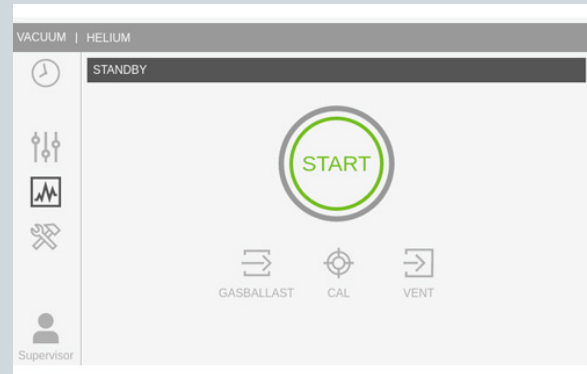 VACUUM | HELIUM
STANDBY
START
GASBALLAST CAL VENT
Supervisor